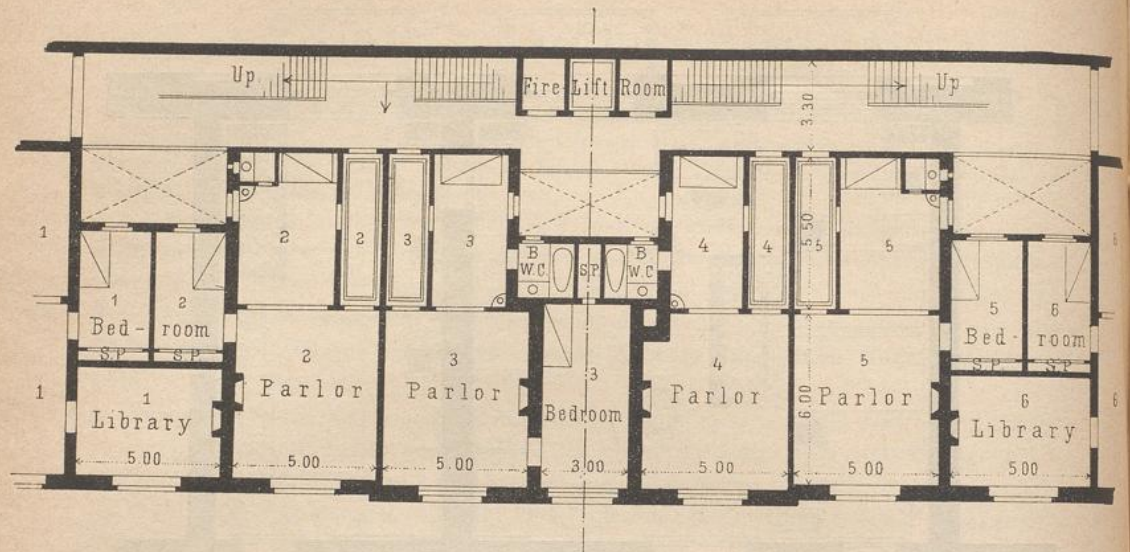 Up Fire- Lift Room Up
3.30
2 2 3 3 4 4 5 5
5.50
1 6
B W.C. S.P B W.C
1 2 5 6
Bed- room Bed- room
S.P S.P S.P S.P
2 3 3 4 5
Parlor Parlor Bedroom Parlor Parlor
6.00
1 1 6 6
Library Library
5.00 5.00 5.00 3.00 5.00 5.00 5.00